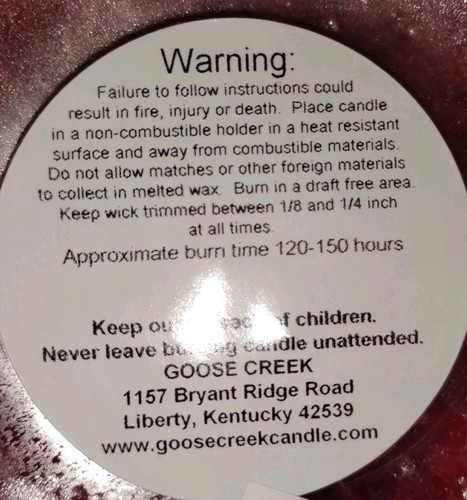 Warning:
Failure to follow instructions could
result in fire, injury or death. Place candle
in a non-combustible holder in a heat resistant
surface and away from combustible materials.
Do not allow matches or other foreign materials
to collect in melted wax. Burn in a draft free area.
Keep wick trimmed between 1/8 and 1/4 inch
at all times.
Approximate burn time 120-150 hours
Keep out of reach of children.
Never leave burning candle unattended.
GOOSE CREEK
1157 Bryant Ridge Road
Liberty, Kentucky 42539
www.goosecreekcandle.com